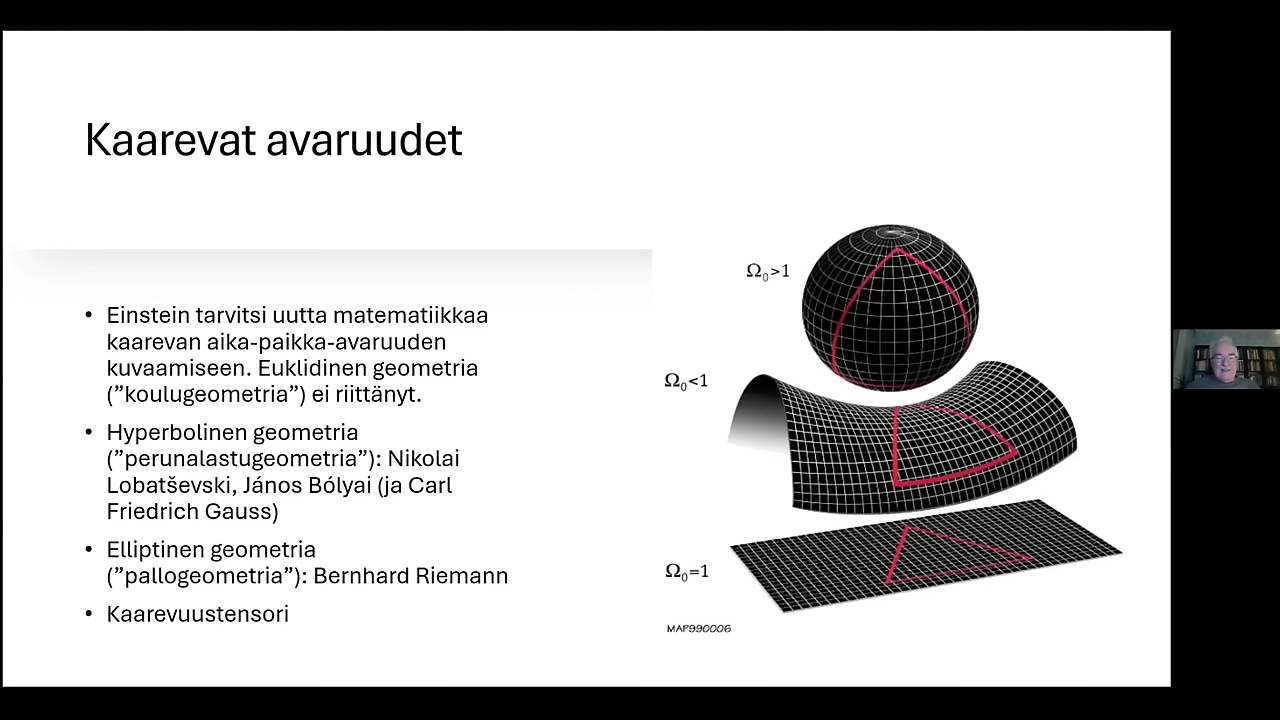 Kaarevat avaruudet
• Einstein tarvitsi uutta matematiikkaa
kaarevan aika-paikka-avaruuden
kuvaamiseen. Euklidinen geometria
(”koulugeometria”) ei riittänyt.
• Hyperbolinen geometria
(”perunalastugeometria”): Nikolai
Lobatševski, János Bólyai (ja Carl
Friedrich Gauss)
• Elliptinen geometria
(”pallogeometria”): Bernhard Riemann
• Kaarevuustensori
Ω₀>1
Ω₀<1
Ω₀=1
MAP990006